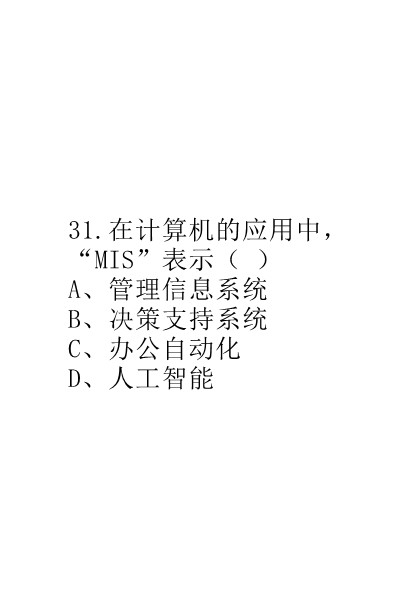 31.在计算机的应用中，
“MIS”表示（ ）
A、管理信息系统
B、决策支持系统
C、办公自动化
D、人工智能